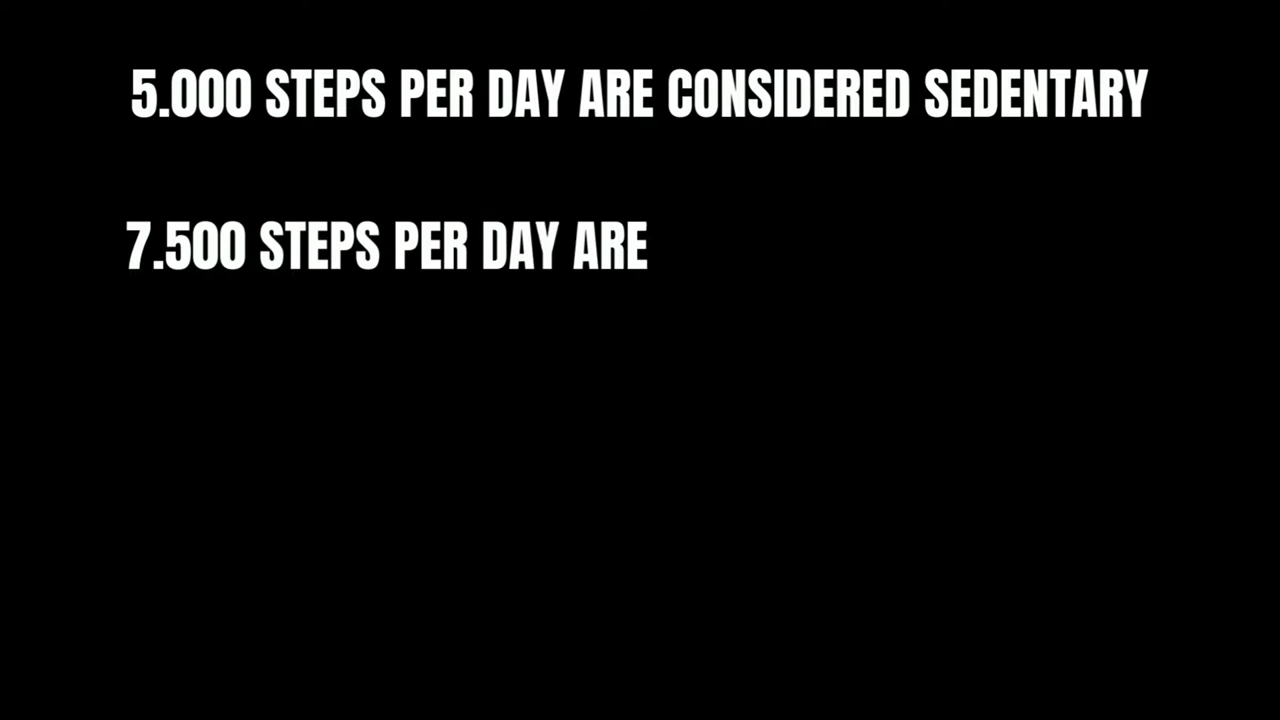 5.000 STEPS PER DAY ARE CONSIDERED SEDENTARY
7.500 STEPS PER DAY ARE